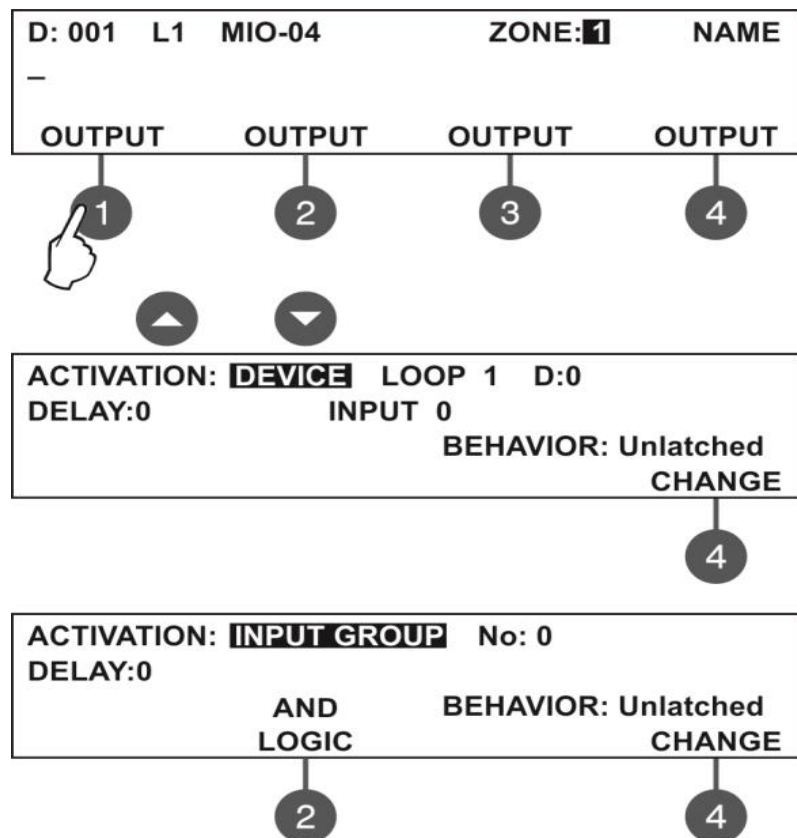 D: 001 L1 MIO-04 ZONE:1 NAME
_
OUTPUT OUTPUT OUTPUT OUTPUT
1 2 3 4
ACTIVATION: DEVICE LOOP 1 D:0
DELAY:0 INPUT 0
BEHAVIOR: Unlatched
CHANGE
4
ACTIVATION: INPUT GROUP No: 0
DELAY:0
AND BEHAVIOR: Unlatched
LOGIC CHANGE
2 4